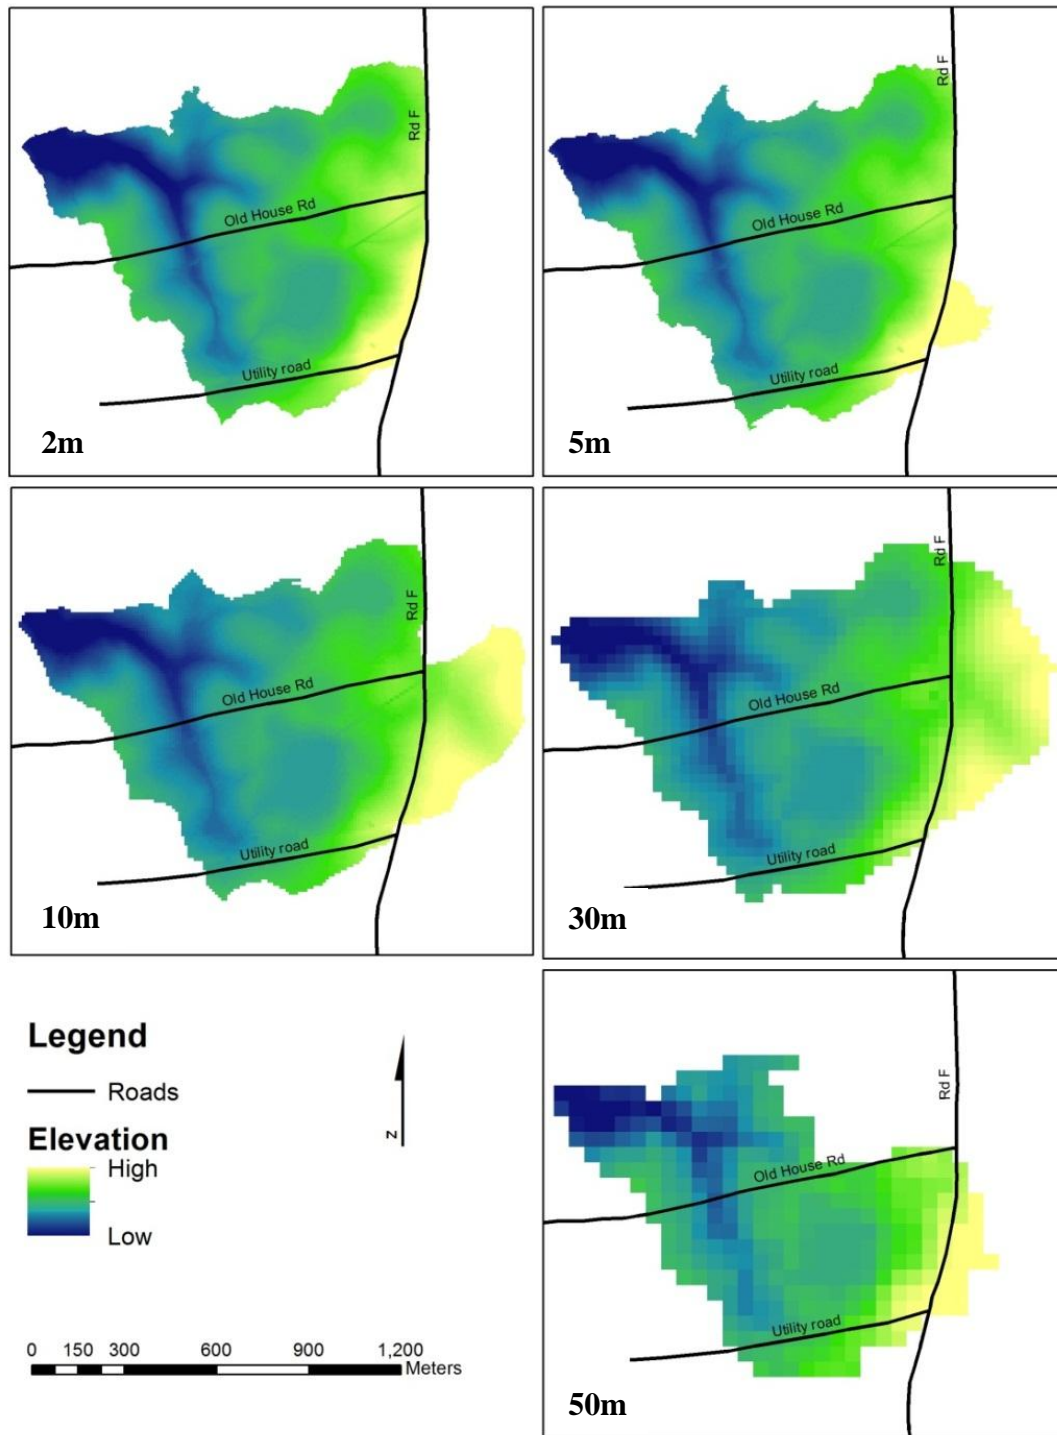 Rd F
Old House Rd
Utility road
2m
Rd F
Old House Rd
Utility road
5m
Rd F
Old House Rd
Utility road
10m
Rd F
Old House Rd
Utility road
30m
Legend
Roads
Elevation
High
Low
N
0 150 300 600 900 1,200
Meters
Rd F
Old House Rd
Utility road
50m